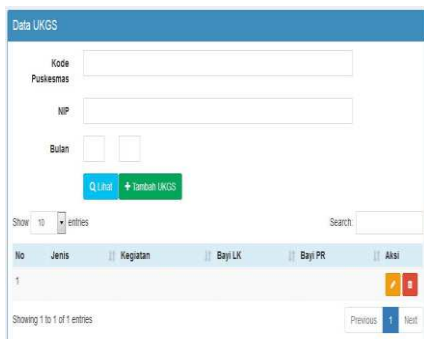 Data UKGS
Kode
Puskesmas
NIP
Bulan
Lihat
+ Tambah UKGS
Show 10 entries
Search:
No Jenis Kegiatan Bayi LK Bayi PR Aksi
1
Showing 1 to 1 of 1 entries
Previous 1 Next